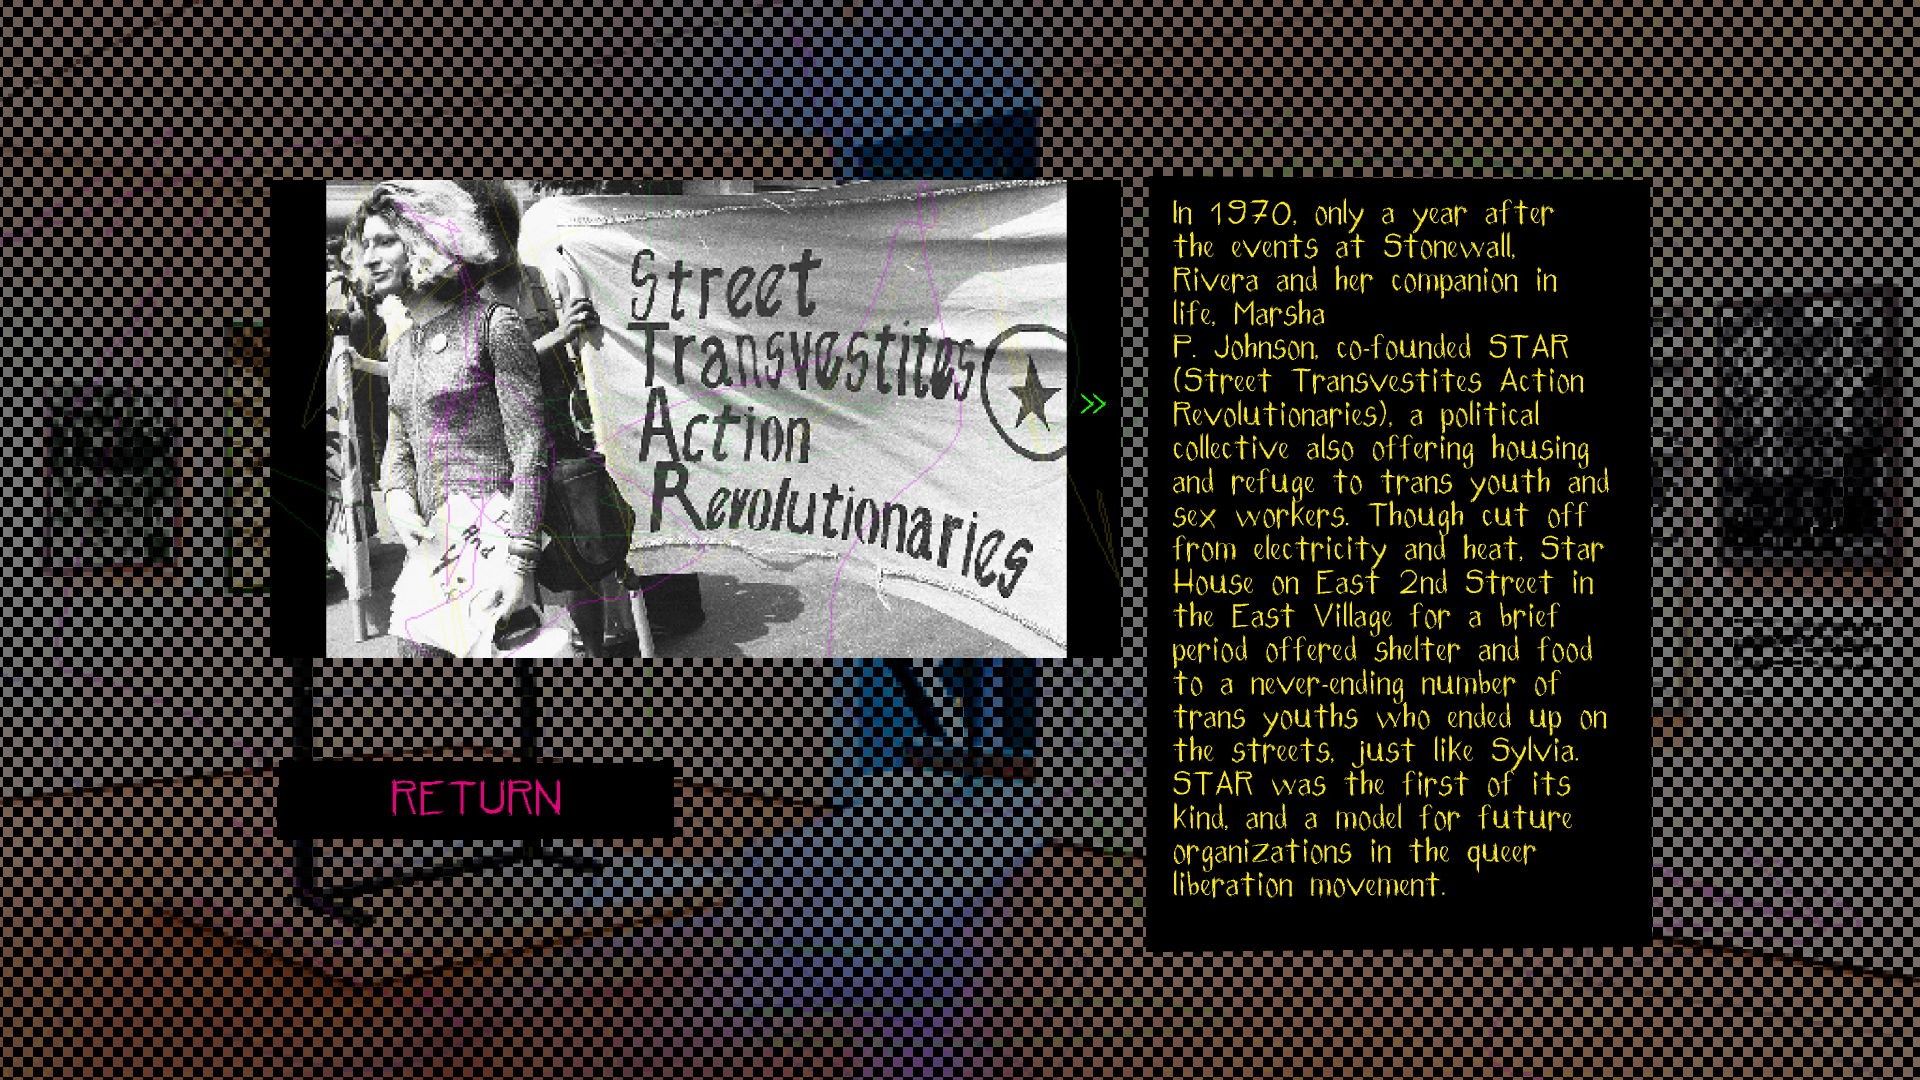 Street
Transvestites
Action
Revolutionaries
»
In 1970, only a year after
the events at Stonewall,
Rivera and her companion in
life, Marsha
P. Johnson, co-founded STAR
(Street Transvestites Action
Revolutionaries), a political
collective also offering housing
and refuge to trans youth and
sex workers. Though cut off
from electricity and heat, Star
House on East 2nd Street in
the East Village for a brief
period offered shelter and food
to a never-ending number of
trans youths who ended up on
the streets, just like Sylvia.
STAR was the first of its
kind, and a model for future
organizations in the queer
liberation movement.
RETURN